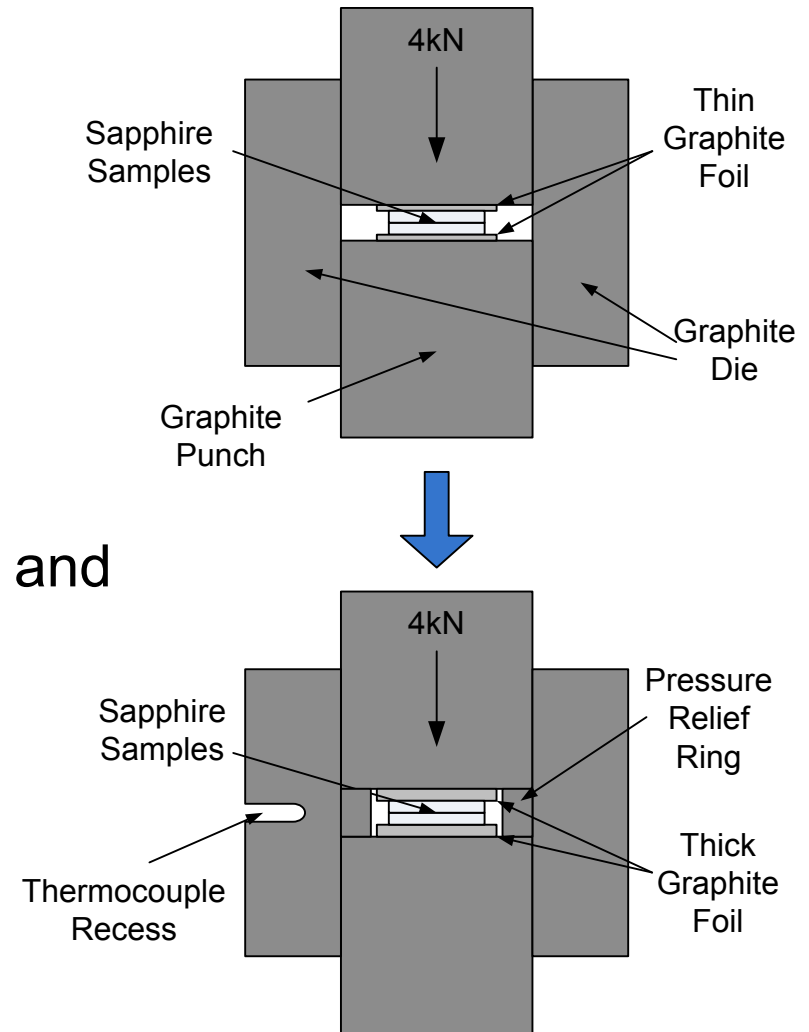 4kN
Sapphire
Samples
Thin
Graphite
Foil
Graphite
Die
Graphite
Punch
and
4kN
Sapphire
Samples
Pressure
Relief
Ring
Thermocouple
Recess
Thick
Graphite
Foil